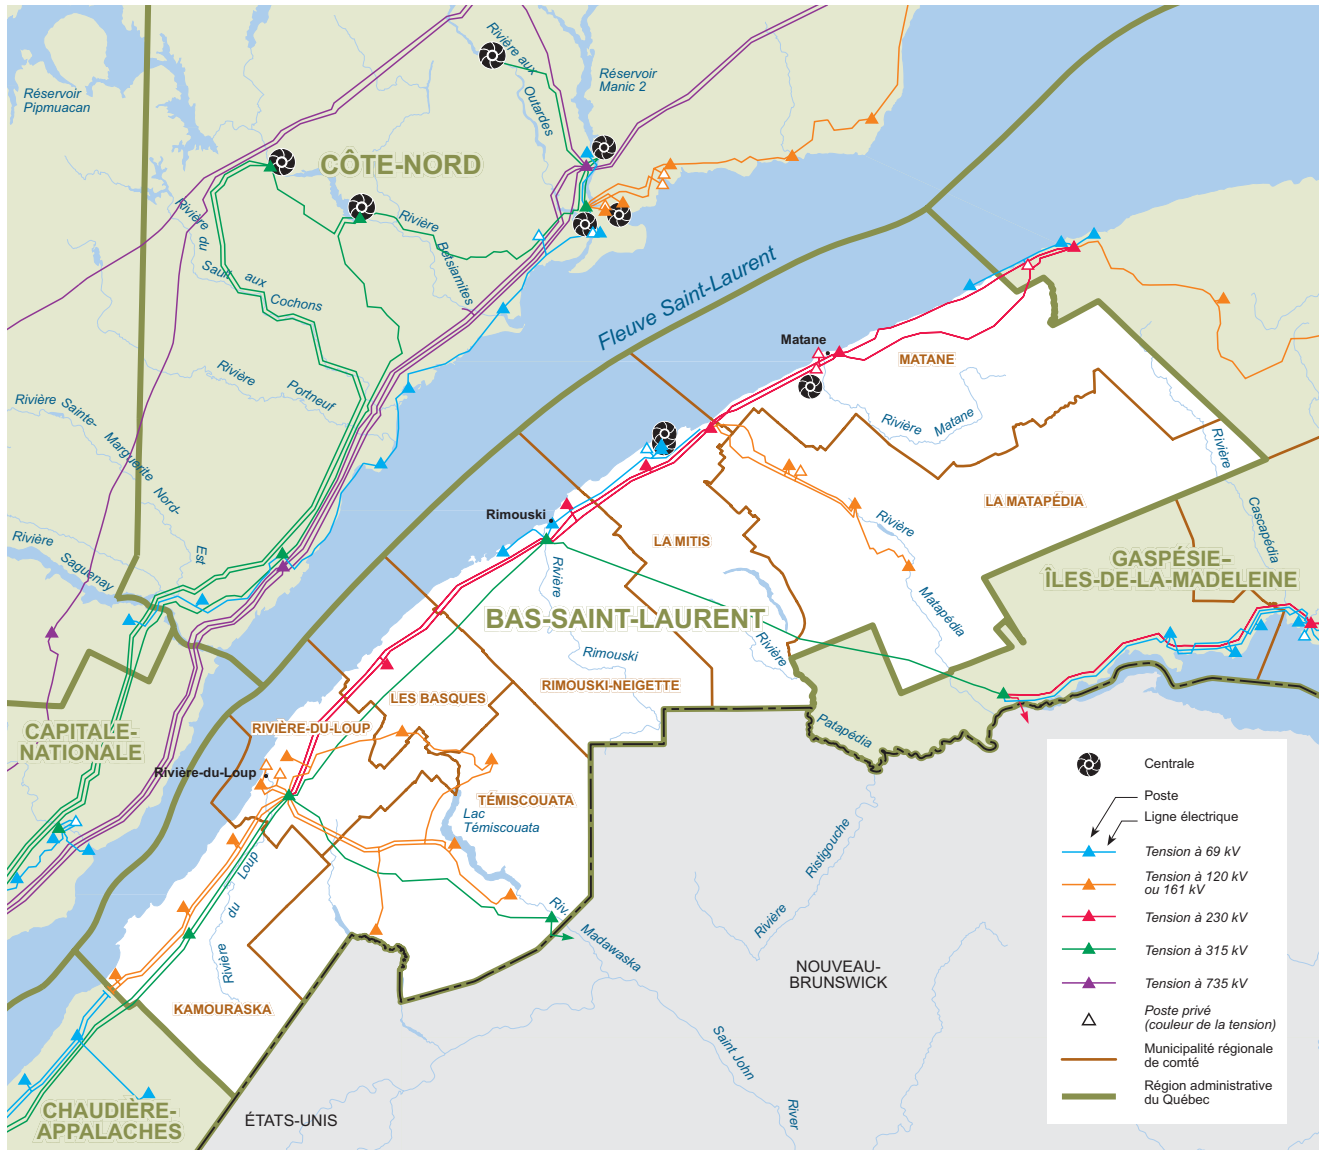 Réservoir
Pipmuacan
Rivière aux
Outardes
Réservoir
Manic 2
CÔTE-NORD
Rivière du
Sault aux
Cochons
Rivière
Betsiamites
Rivière
Portneuf
Rivière Sainte-
Marguerite Nord-
Est
Rivière
Saguenay
Fleuve Saint-Laurent
Matane
MATANE
Rivière
Matane
Rivière
Cascapédia
LA MATAPÉDIA
Rivière
Matapédia
Rimouski
LA MITIS
GASPÉSIE–
ÎLES-DE-LA-MADELEINE
BAS-SAINT-LAURENT
Rivière
Rimouski
RIMOUSKI-NEIGETTE
Rivière
Patapédia
LES BASQUES
RIVIÈRE-DU-LOUP
Rivière-du-Loup
CAPITALE-
NATIONALE
TÉMISCOUATA
Lac
Témiscouata
Rivière
du
Loup
Riv.
Madawaska
Rivière
Ristigouche
KAMOURASKA
NOUVEAU-
BRUNSWICK
Saint John
River
ÉTATS-UNIS
CHAUDIÈRE-
APPALACHES
Centrale
Poste
Ligne électrique
Tension à 69 kV
Tension à 120 kV
ou 161 kV
Tension à 230 kV
Tension à 315 kV
Tension à 735 kV
Poste privé
(couleur de la tension)
Municipalité régionale
de comté
Région administrative
du Québec